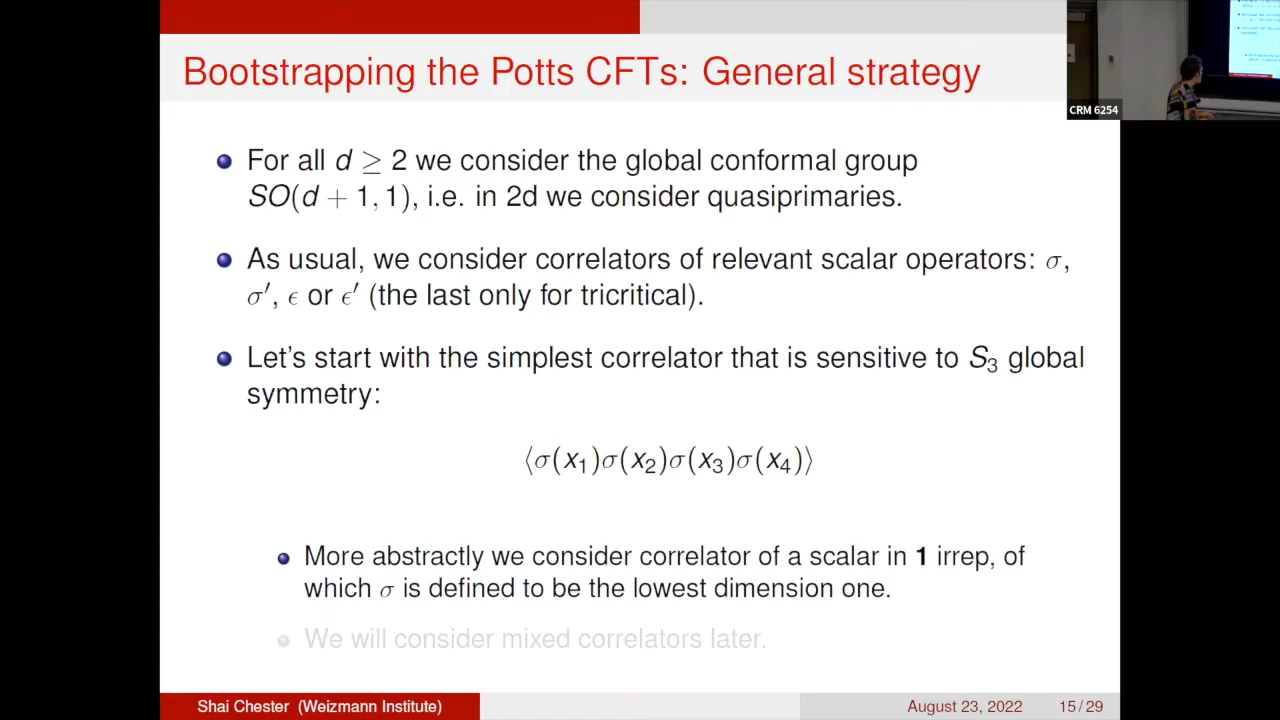 Bootstrapping the Potts CFTs: General strategy
CRM 6254
For all d ≥ 2 we consider the global conformal group
SO(d + 1, 1), i.e. in 2d we consider quasiprimaries.
As usual, we consider correlators of relevant scalar operators: σ,
σ′, ϵ or ϵ′ (the last only for tricritical).
Let's start with the simplest correlator that is sensitive to S₃ global
symmetry:
⟨σ(x₁)σ(x₂)σ(x₃)σ(x₄)⟩
More abstractly we consider correlator of a scalar in 1 irrep, of
which σ is defined to be the lowest dimension one.
We will consider mixed correlators later.
Shai Chester (Weizmann Institute)
August 23, 2022
15 / 29